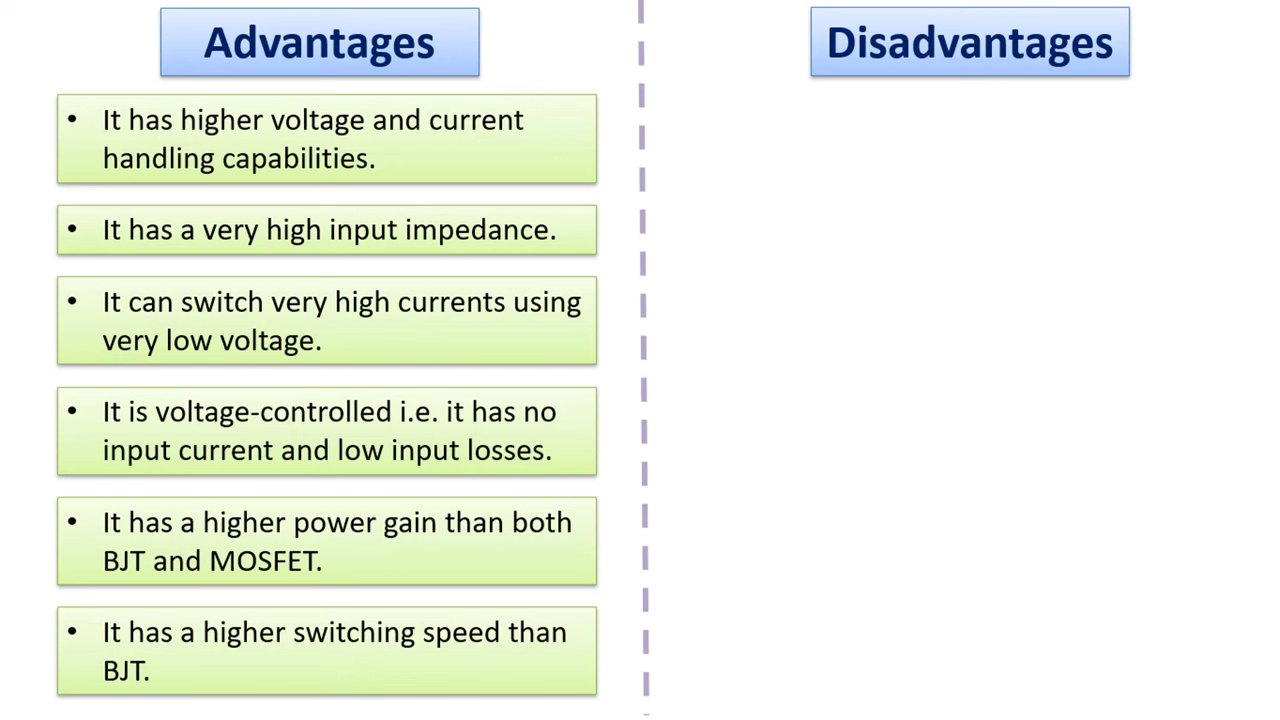 Advantages
Disadvantages
• It has higher voltage and current
handling capabilities.
• It has a very high input impedance.
• It can switch very high currents using
very low voltage.
• It is voltage-controlled i.e. it has no
input current and low input losses.
• It has a higher power gain than both
BJT and MOSFET.
• It has a higher switching speed than
BJT.